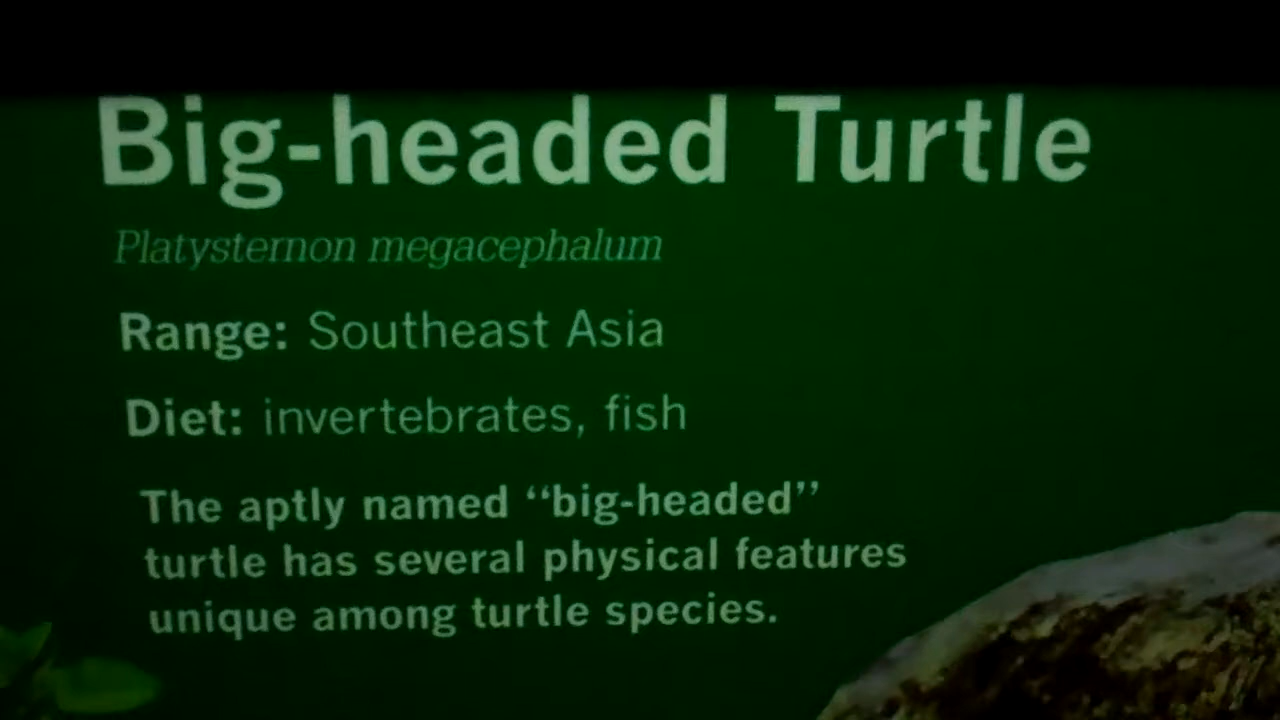 Big-headed Turtle
Platysternon megacephalum
Range: Southeast Asia
Diet: invertebrates, fish
The aptly named “big-headed”
turtle has several physical features
unique among turtle species.